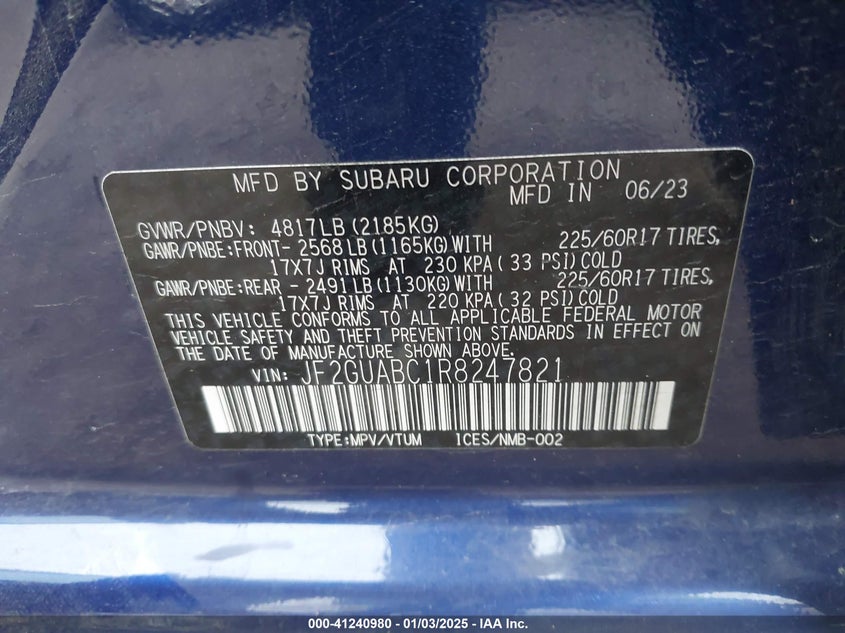 MFD BY SUBARU CORPORATION
MFD IN 06/23
GVWR/PNBV: 4817LB (2185KG)
GAWR/PNBE:FRONT- 2568 LB (1165KG) WITH 225/60R17 TIRES,
17X7J RIMS AT 230 KPA ( 33 PSI) COLD
GAWR/PNBE:REAR - 2491 LB (1130KG) WITH 225/60R17 TIRES,
17X7J RIMS AT 220 KPA ( 32 PSI) COLD
THIS VEHICLE CONFORMS TO ALL APPLICABLE FEDERAL MOTOR
VEHICLE SAFETY AND THEFT PREVENTION STANDARDS IN EFFECT ON
THE DATE OF MANUFACTURE SHOWN ABOVE.
VIN: JF2GUABC1R8247821
TYPE:MPV/VTUM ICES/NMB-002
000-41240980 - 01/03/2025 - IAA Inc.